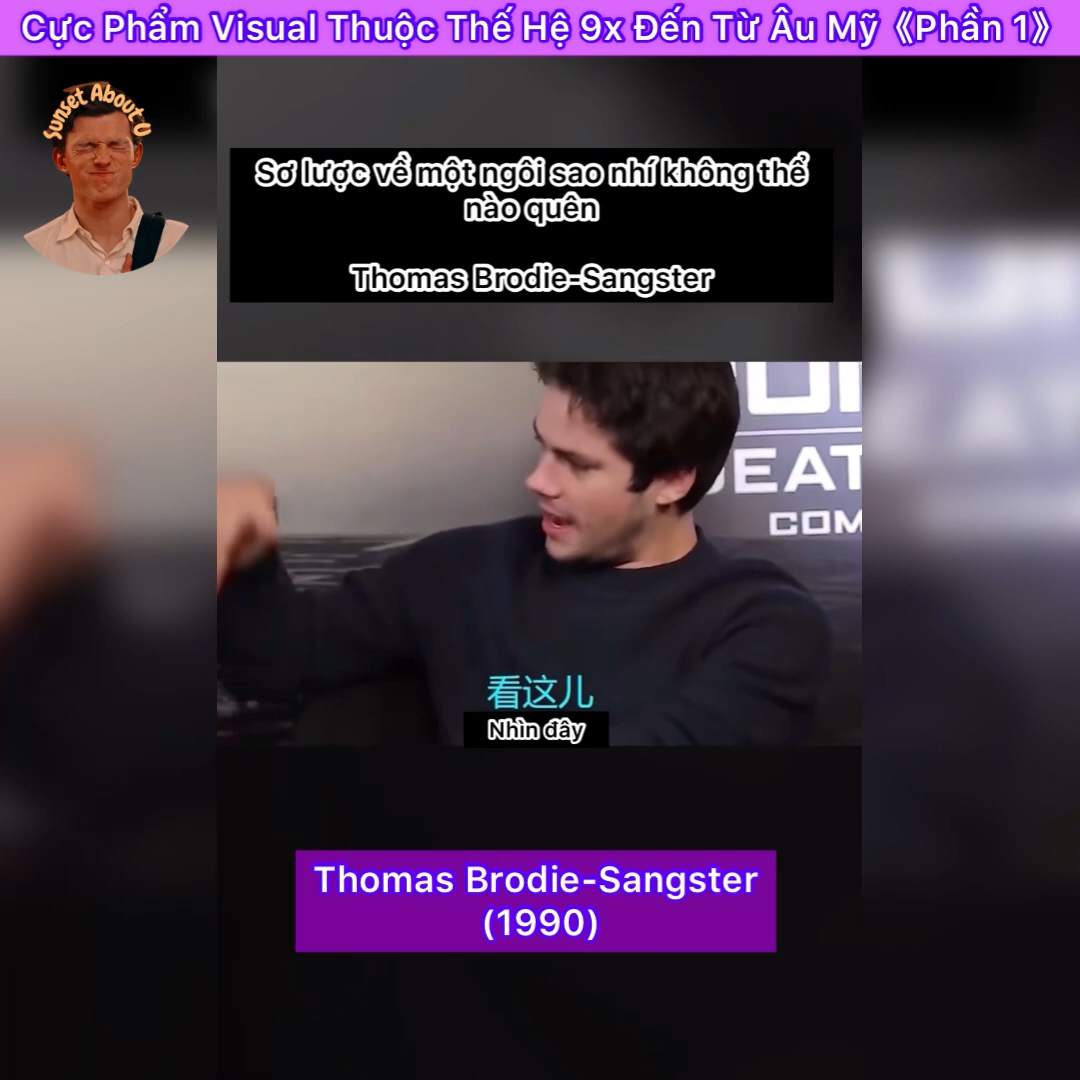 Cực Phẩm Visual Thuộc Thế Hệ 9x Đến Từ Âu Mỹ《Phần 1》
Sunset About U
Sơ lược về một ngôi sao nhí không thể
nào quên
Thomas Brodie-Sangster
EAT
COM
看这儿
Nhìn đây
Thomas Brodie-Sangster
(1990)